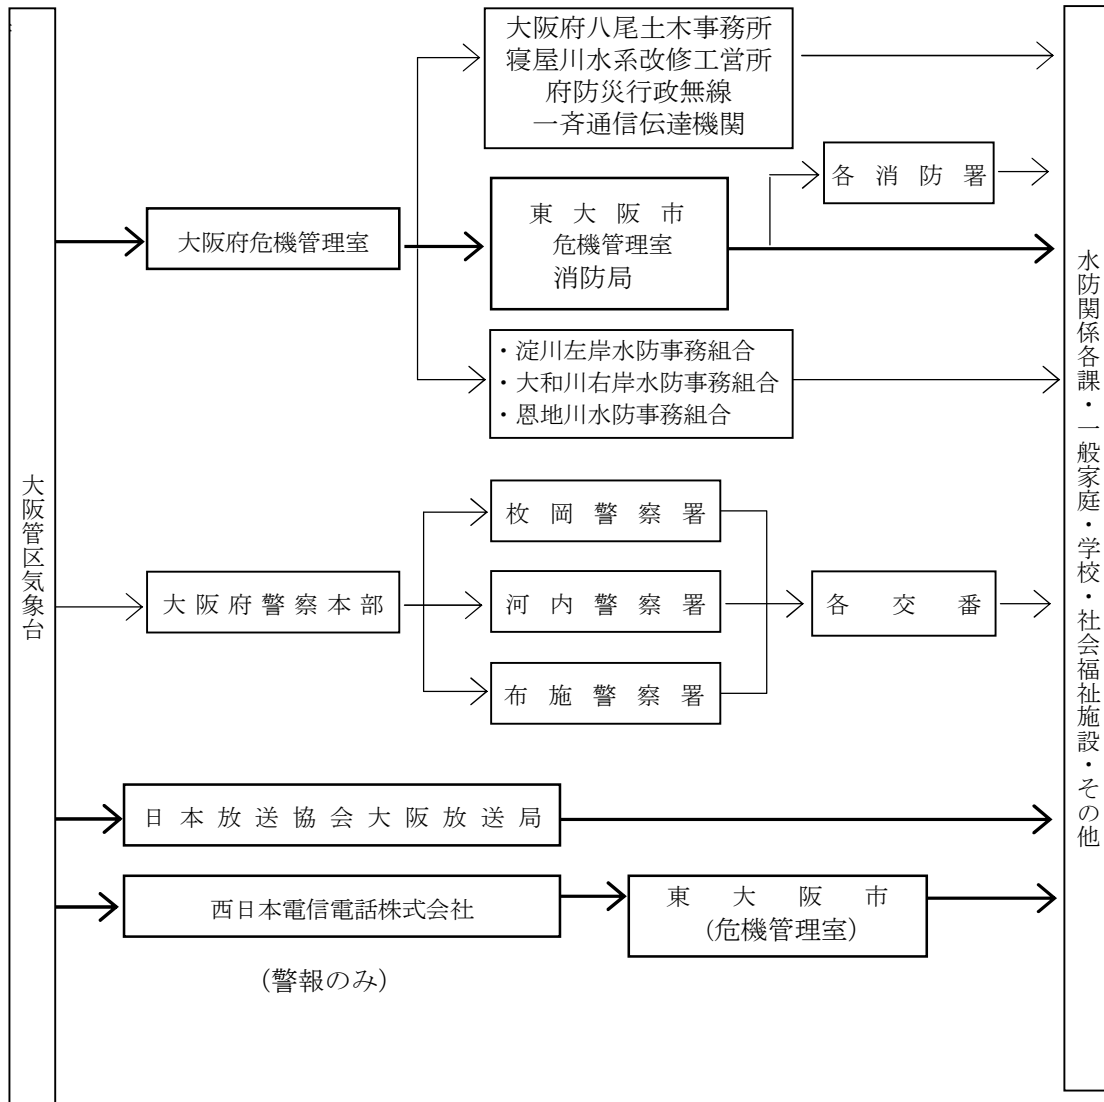 大阪管区気象台
大阪府危機管理室
大阪府八尾土木事務所
寝屋川水系改修工営所
府防災行政無線
一斉通信伝達機関
東大阪市
危機管理室
消防局
各消防署
・淀川左岸水防事務組合
・大和川右岸水防事務組合
・恩地川水防事務組合
大阪府警察本部
枚岡警察署
河内警察署
布施警察署
各交番
日本放送協会大阪放送局
西日本電信電話株式会社
(警報のみ)
東大阪市
(危機管理室)
水防関係各課・一般家庭・学校・社会福祉施設・その他